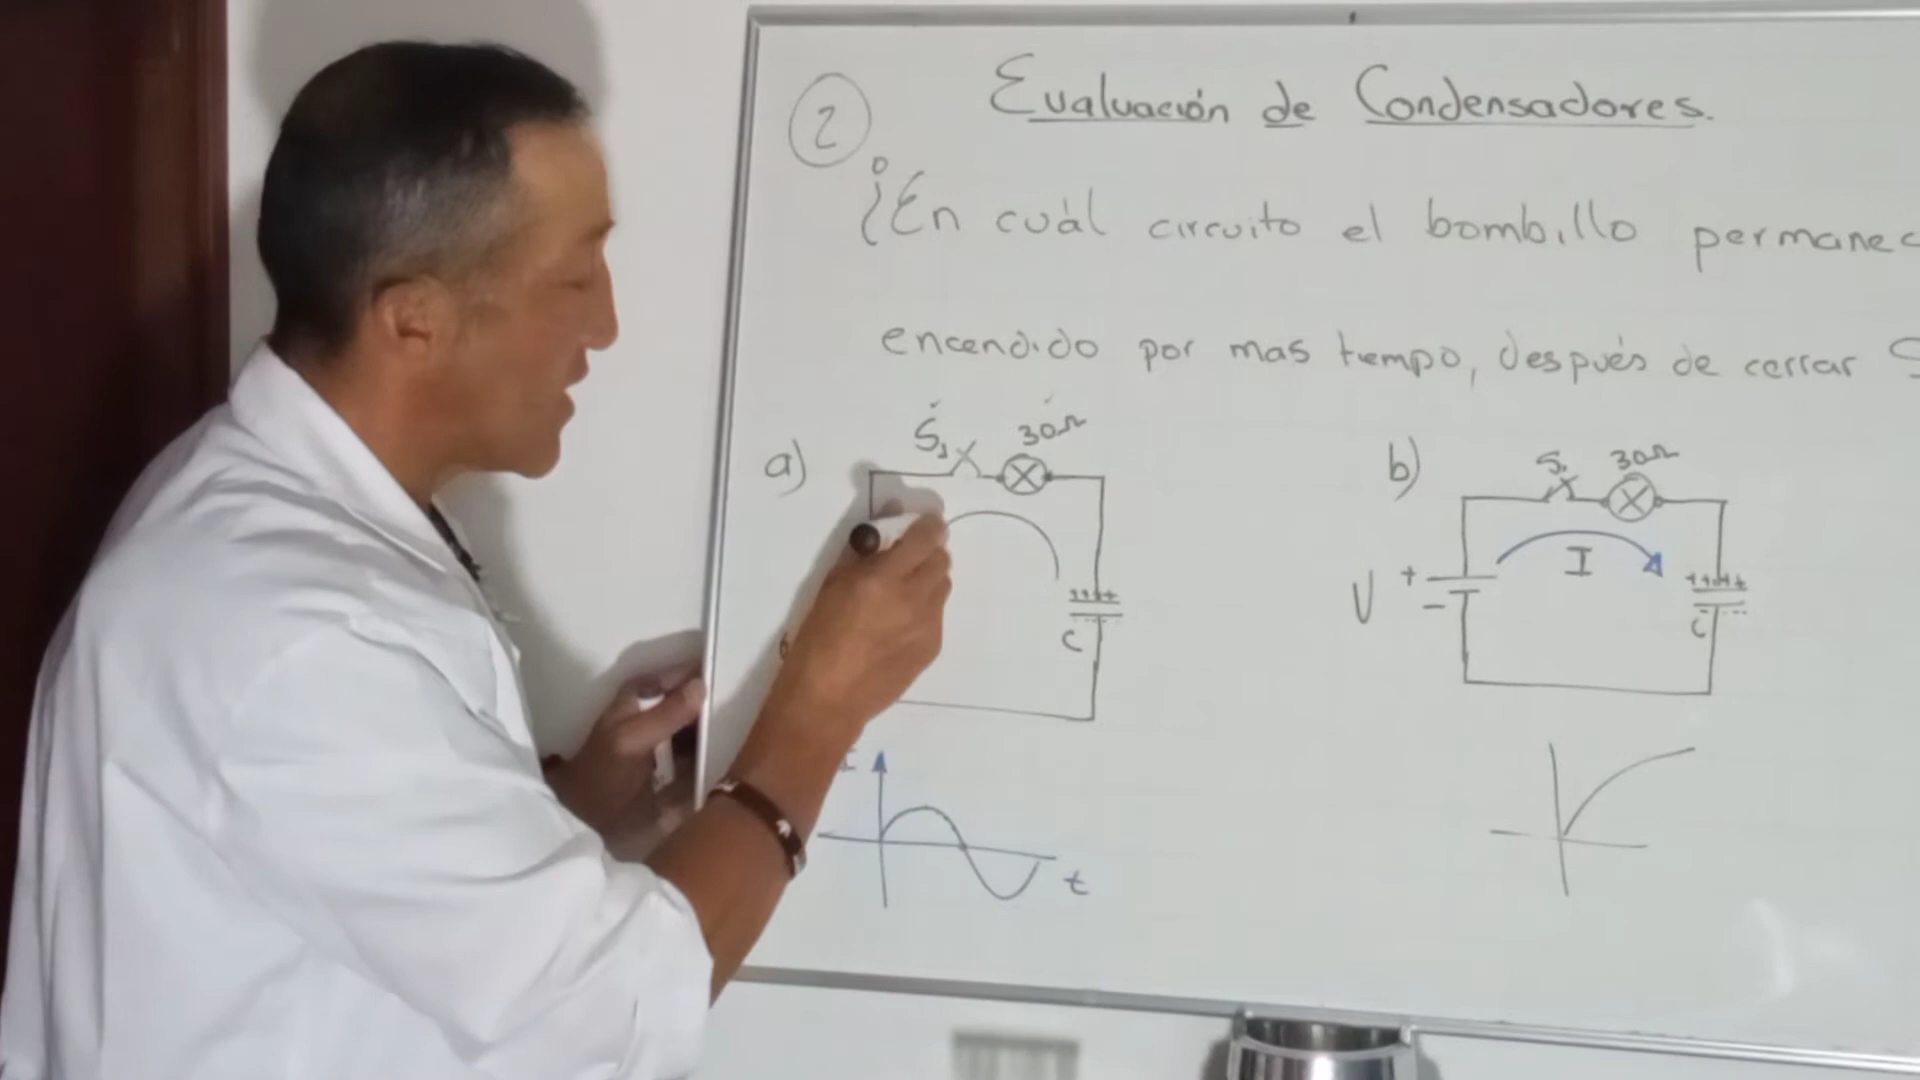 Evaluación de Condensadores.
2
¿En cuál circuito el bombillo permanec
encendido por mas tiempo, después de cerrar S
a) S₁ 30Ω
C
b) S₁ 30Ω
I
V + -
C
I
t